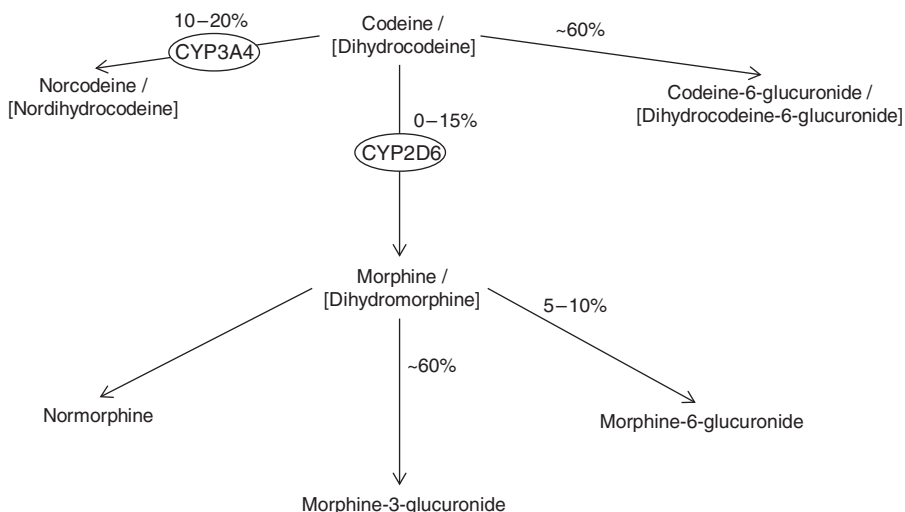 10–20%
CYP3A4
Codeine /
[Dihydrocodeine]
~60%
Norcodeine /
[Nordihydrocodeine]
Codeine-6-glucuronide /
[Dihydrocodeine-6-glucuronide]
0–15%
CYP2D6
Morphine /
[Dihydromorphine]
5–10%
~60%
Normorphine
Morphine-6-glucuronide
Morphine-3-glucuronide